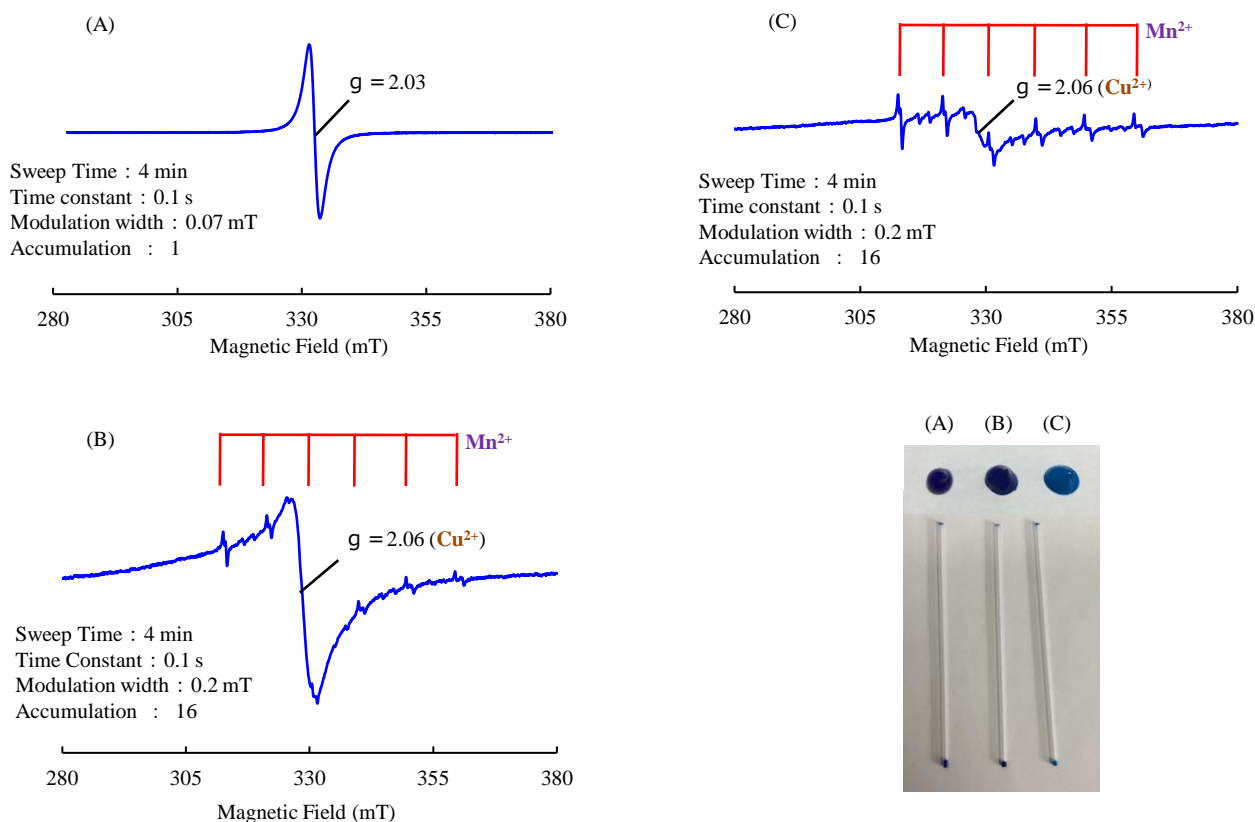 (A)
g = 2.03
Sweep Time : 4 min
Time constant : 0.1 s
Modulation width : 0.07 mT
Accumulation : 1
280 305 330 355 380
Magnetic Field (mT)
(C)
Mn²⁺
g = 2.06 (Cu²⁺)
Sweep Time : 4 min
Time constant : 0.1 s
Modulation width : 0.2 mT
Accumulation : 16
280 305 330 355 380
Magnetic Field (mT)
(B)
Mn²⁺
g = 2.06 (Cu²⁺)
Sweep Time : 4 min
Time Constant : 0.1 s
Modulation width : 0.2 mT
Accumulation : 16
280 305 330 355 380
Magnetic Field (mT)
(A) (B) (C)